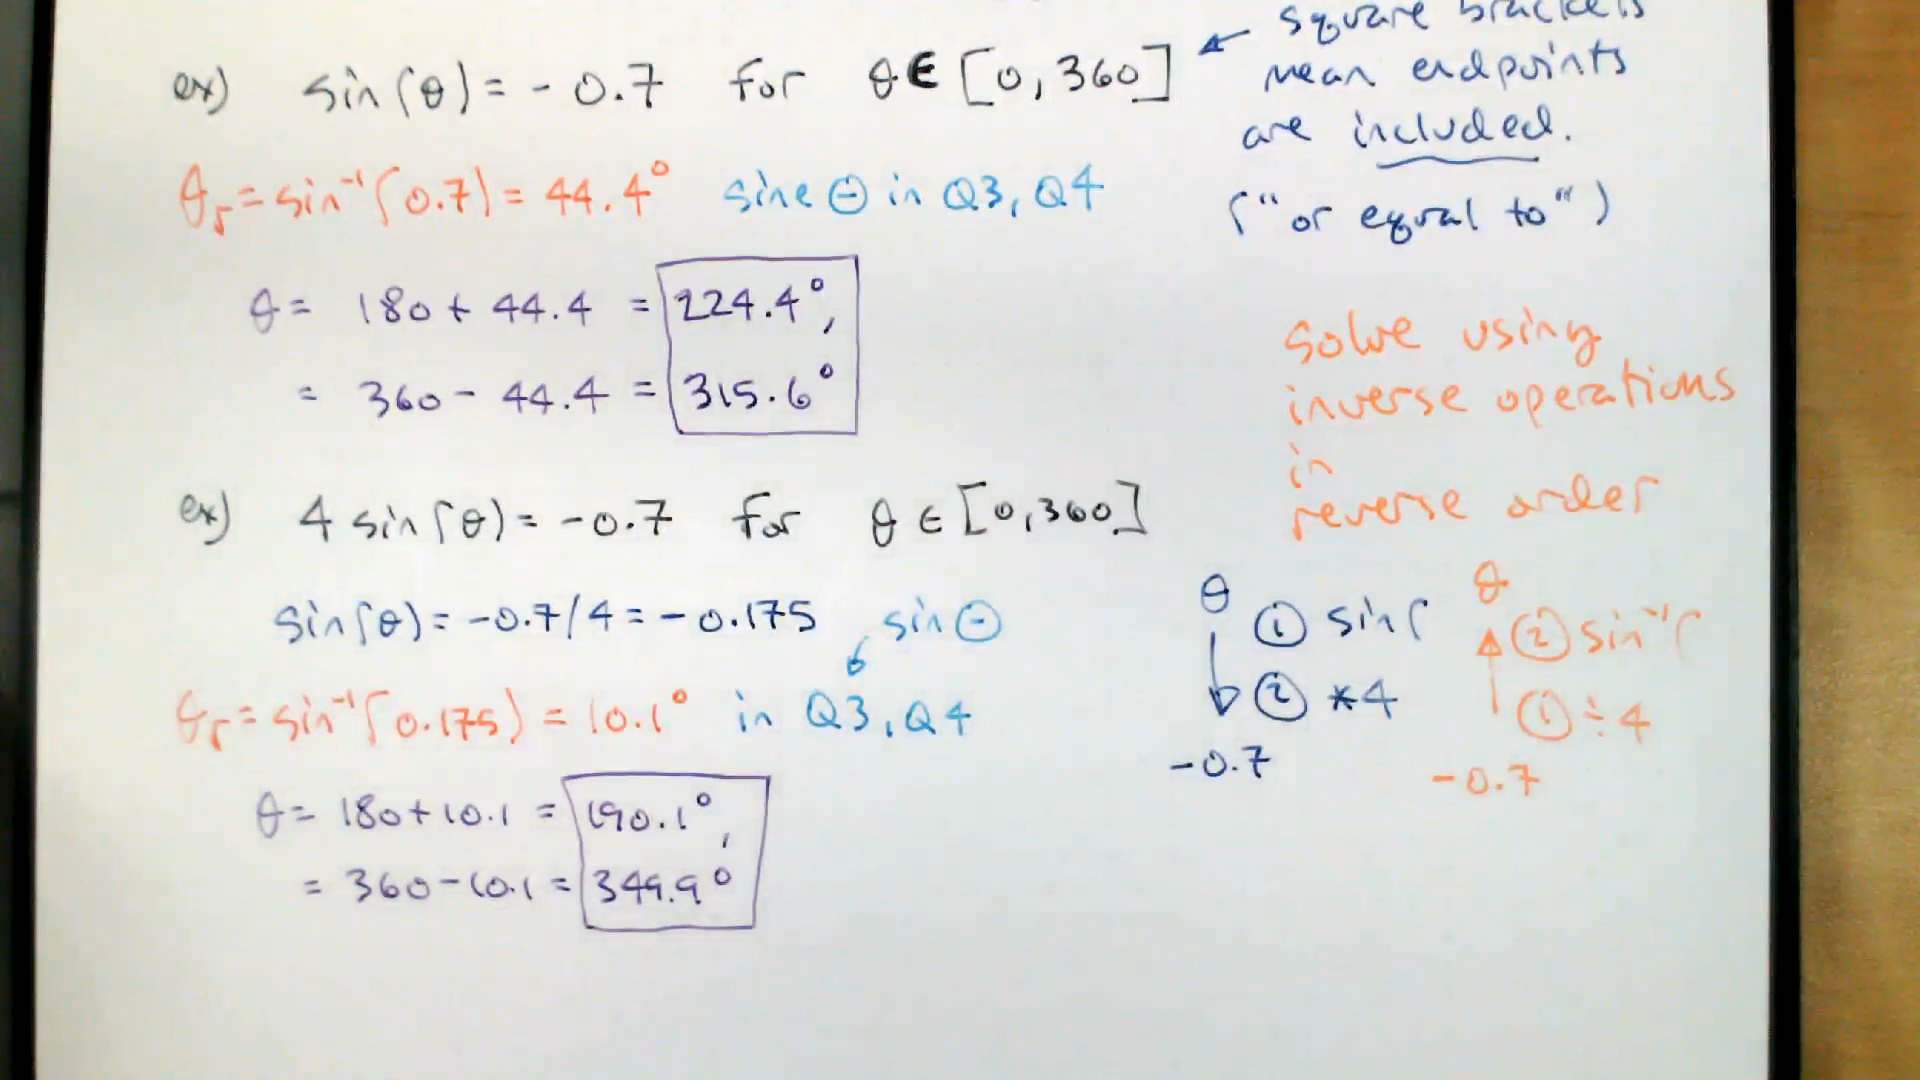 ex) sin(θ) = -0.7 for θ∈[0,360]
square brackets
mean endpoints
are included.
("or equal to")
θr = sin⁻¹(0.7) = 44.4° sine ⊖ in Q3, Q4
θ = 180 + 44.4 = 224.4°,
= 360 - 44.4 = 315.6°
solve using
inverse operations
in
reverse order
ex) 4 sin(θ) = -0.7 for θ∈[0,360]
sin(θ) = -0.7/4 = -0.175 sin ⊖
θr = sin⁻¹(0.175) = 10.1° in Q3, Q4
θ = 180+10.1 = 190.1°,
= 360-10.1 = 349.9°
θ
① sin(
② *4
-0.7
θ
② sin⁻¹(
① ÷4
-0.7